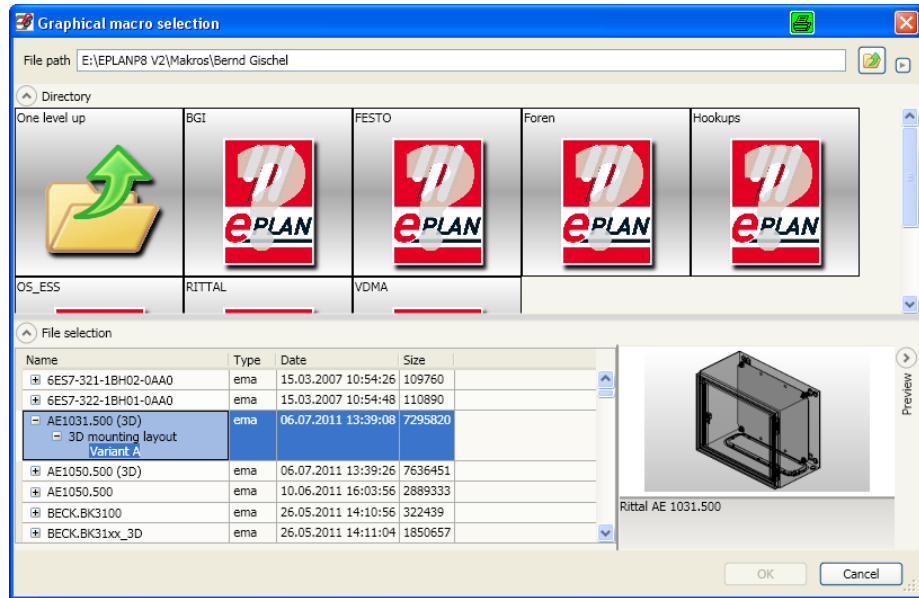 Graphical macro selection
File path E:\EPLANP8 V2\Makros\Bernd Gischel
Directory
One level up BGI FESTO Foren Hookups
ePLAN ePLAN ePLAN ePLAN
OS_ESS RITTAL VDMA
File selection
Name Type Date Size
6ES7-321-1BH02-0AA0 ema 15.03.2007 10:54:26 109760
6ES7-322-1BH01-0AA0 ema 15.03.2007 10:54:48 110890
AE1031.500 (3D) ema 06.07.2011 13:39:08 7295820
3D mounting layout
Variant A
AE1050.500 (3D) ema 06.07.2011 13:39:26 7636451
AE1050.500 ema 10.06.2011 16:03:56 2889333
BECK.BK3100 ema 26.05.2011 14:10:56 322439
BECK.BK31xx_3D ema 26.05.2011 14:11:04 1850657
Preview
Rittal AE 1031.500
OK Cancel